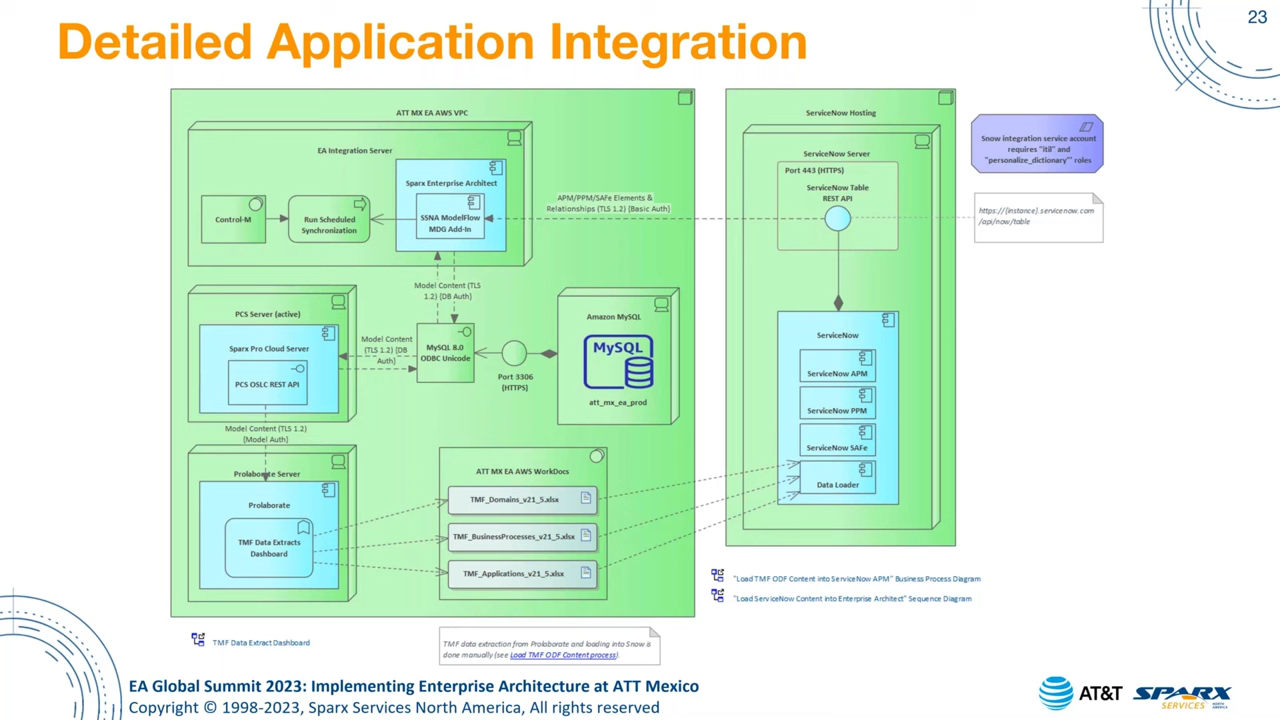 Detailed Application Integration
23
ATT MX EA AWS VPC
EA Integration Server
Sparx Enterprise Architect
SSNA ModelFlow
MDG Add-In
Control-M
Run Scheduled
Synchronization
APM/PPM/SAFe Elements &
Relationships (TLS 1.2) {Basic Auth}
Model Content (TLS
1.2) {DB Auth}
PCS Server (active)
Sparx Pro Cloud Server
PCS OSLC REST API
Model Content
(TLS 1.2) {DB
Auth}
MySQL 8.0
ODBC Unicode
Port 3306
(HTTPS)
Amazon MySQL
MySQL
att_mx_ea_prod
Model Content (TLS 1.2)
{Model Auth}
Prolaborate Server
Prolaborate
TMF Data Extracts
Dashboard
ATT MX EA AWS WorkDocs
TMF_Domains_v21_5.xlsx
TMF_BusinessProcesses_v21_5.xlsx
TMF_Applications_v21_5.xlsx
ServiceNow Hosting
ServiceNow Server
Port 443 (HTTPS)
ServiceNow Table
REST API
ServiceNow
ServiceNow APM
ServiceNow PPM
ServiceNow SAFe
Data Loader
Snow integration service account
requires "itil" and
"personalize_dictionary"" roles
https://{instance}.servicenow.com
/api/now/table
"Load TMF ODF Content into ServiceNow APM" Business Process Diagram
"Load ServiceNow Content into Enterprise Architect" Sequence Diagram
TMF Data Extract Dashboard
TMF data extraction from Prolaborate and loading into Snow is
done manually (see Load TMF ODF Content process).
EA Global Summit 2023: Implementing Enterprise Architecture at ATT Mexico
Copyright © 1998-2023, Sparx Services North America, All rights reserved
AT&T
SPARX
SERVICES
NORTH
AMERICA